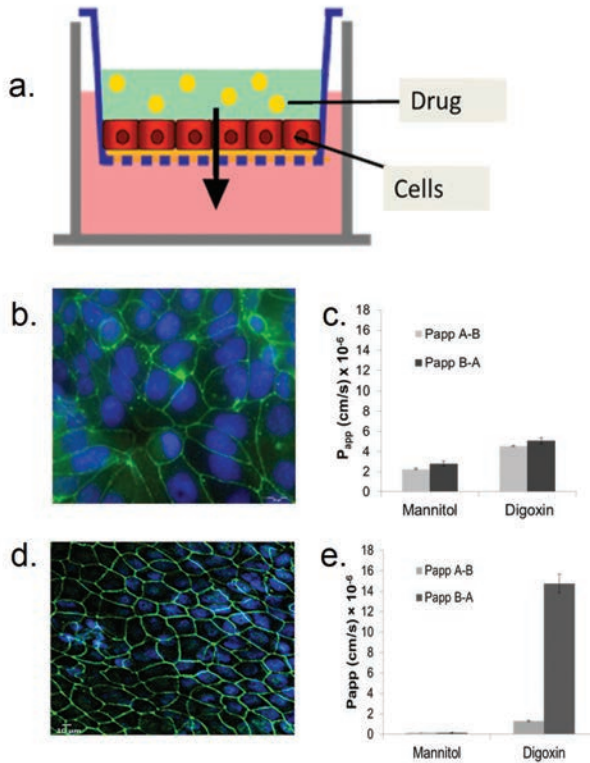 a.
Drug
Cells
b.
c.
18
16
14
12
10
8
6
4
2
0
Papp (cm/s) x 10-6
Papp A-B
Papp B-A
Mannitol
Digoxin
d.
10 µm
e.
18
16
14
12
10
8
6
4
2
0
Papp (cm/s) × 10-6
Papp A-B
Papp B-A
Mannitol
Digoxin